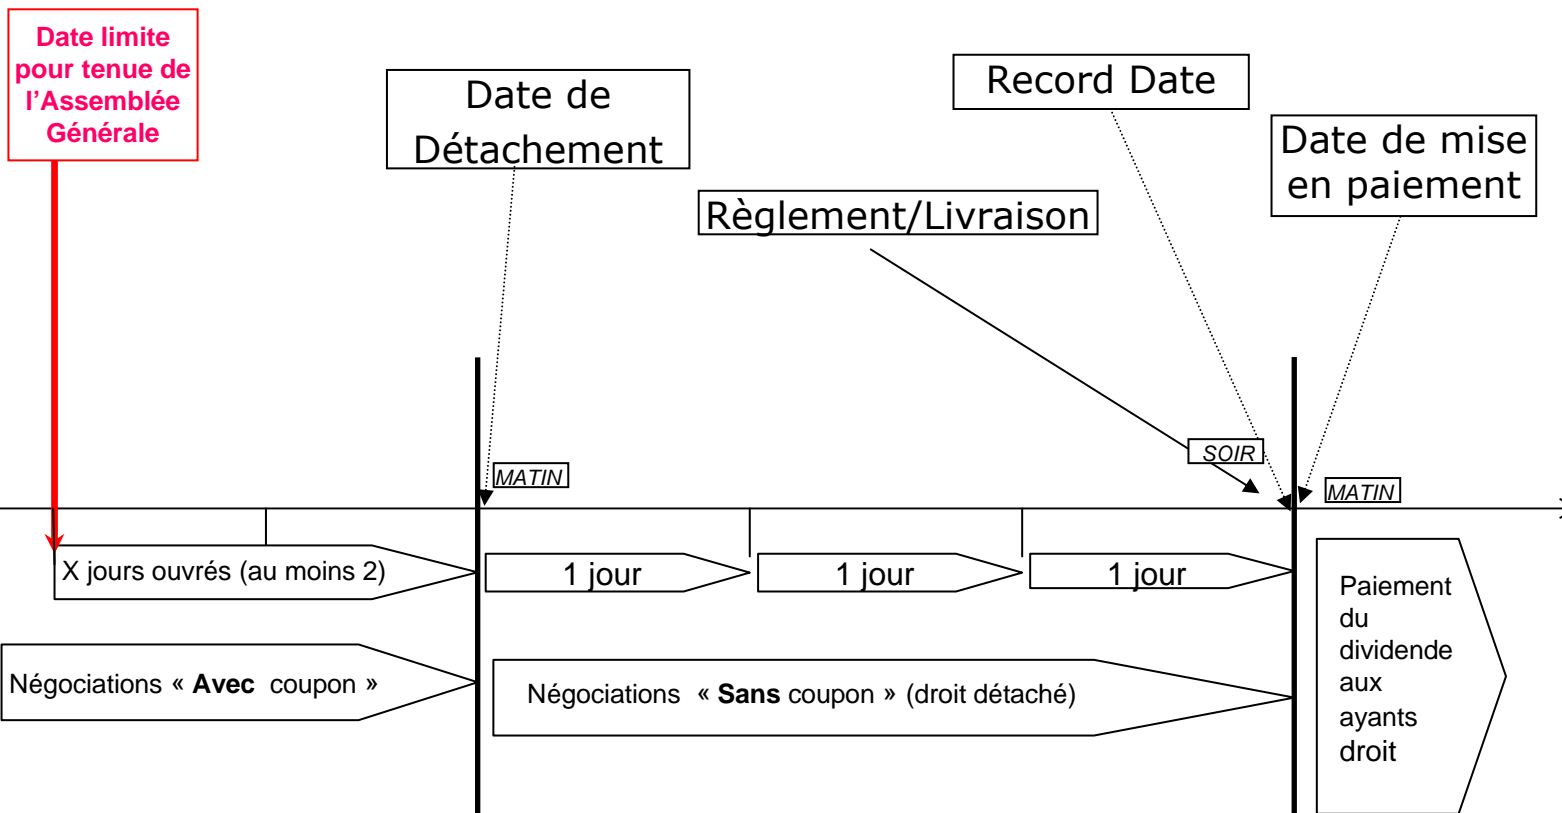 Date limite
pour tenue de
l’Assemblée
Générale
Date de
Détachement
Record Date
Date de mise
en paiement
Règlement/Livraison
SOIR
MATIN
MATIN
X jours ouvrés (au moins 2)
1 jour
1 jour
1 jour
Négociations « Avec coupon »
Négociations « Sans coupon » (droit détaché)
Paiement
du
dividende
aux
ayants
droit